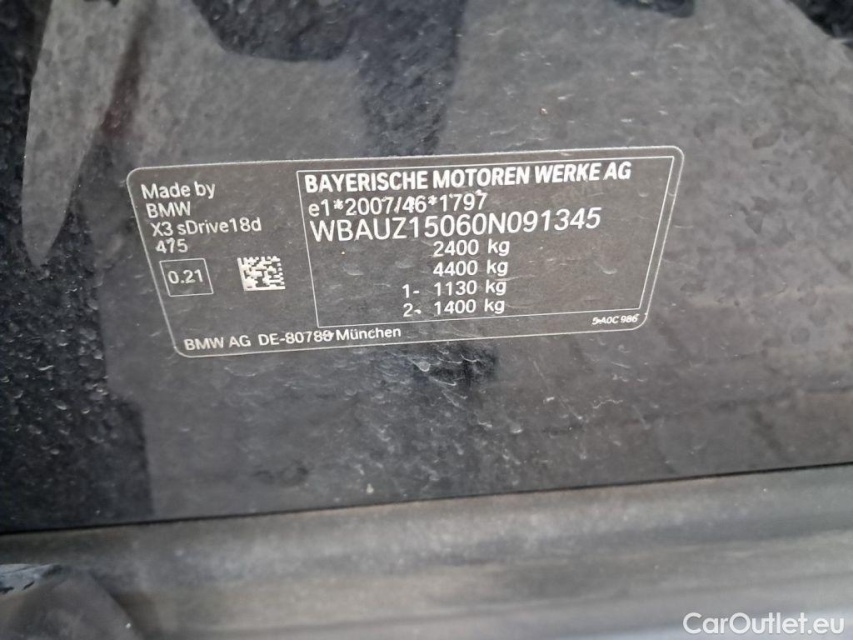 Made by
BMW
X3 sDrive18d
475
0.21
BAYERISCHE MOTOREN WERKE AG
e1*2007/46*1797
WBAUZ15060N091345
2400 kg
4400 kg
1- 1130 kg
2- 1400 kg
BMW AG DE-80788 München
9A0C986
CarOutlet.eu